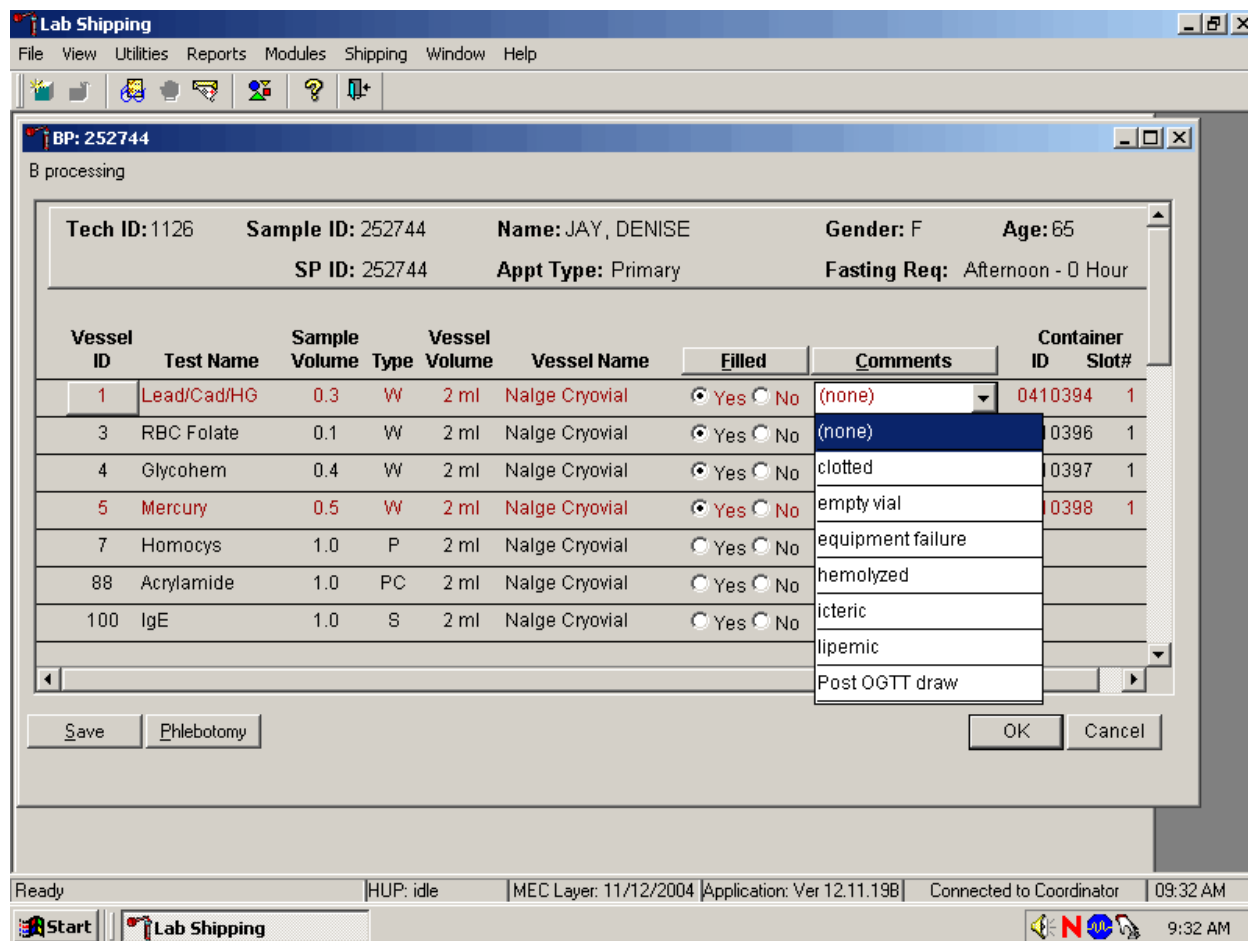 Lab Shipping
File View Utilities Reports Modules Shipping Window Help
BP: 252744
B processing
Tech ID: 1126 Sample ID: 252744 Name: JAY, DENISE Gender: F Age: 65
SP ID: 252744 Appt Type: Primary Fasting Req: Afternoon - 0 Hour
Vessel Sample Vessel Container
ID Test Name Volume Type Volume Vessel Name Filled Comments ID Slot#
1 Lead/Cad/HG 0.3 W 2 ml Nalge Cryovial Yes No (none) 0410394 1
3 RBC Folate 0.1 W 2 ml Nalge Cryovial Yes No (none) 0396 1
4 Glycohem 0.4 W 2 ml Nalge Cryovial Yes No clotted 0397 1
5 Mercury 0.5 W 2 ml Nalge Cryovial Yes No empty vial 0398 1
7 Homocys 1.0 P 2 ml Nalge Cryovial Yes No equipment failure
88 Acrylamide 1.0 PC 2 ml Nalge Cryovial Yes No hemolyzed
100 IgE 1.0 S 2 ml Nalge Cryovial Yes No icteric
lipemic
Post OGTT draw
Save Phlebotomy OK Cancel
Ready HUP: idle MEC Layer: 11/12/2004 Application: Ver 12.11.19B Connected to Coordinator 09:32 AM
Start Lab Shipping N 9:32 AM